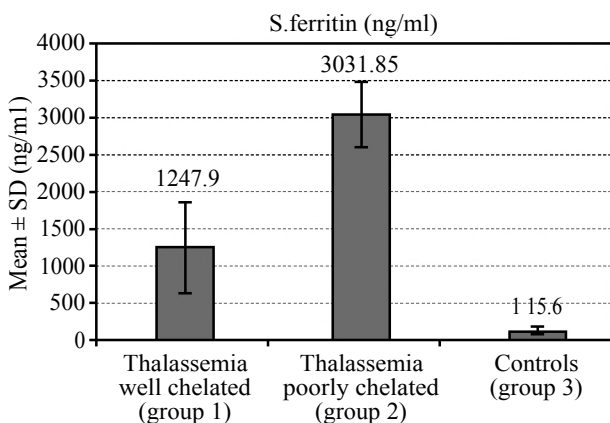 S.ferritin (ng/ml)
Mean ± SD (ng/m1)
4000
3500
3000
2500
2000
1500
1000
500
0
1247.9
3031.85
1 15.6
Thalassemia
well chelated
(group 1)
Thalassemia
poorly chelated
(group 2)
Controls
(group 3)